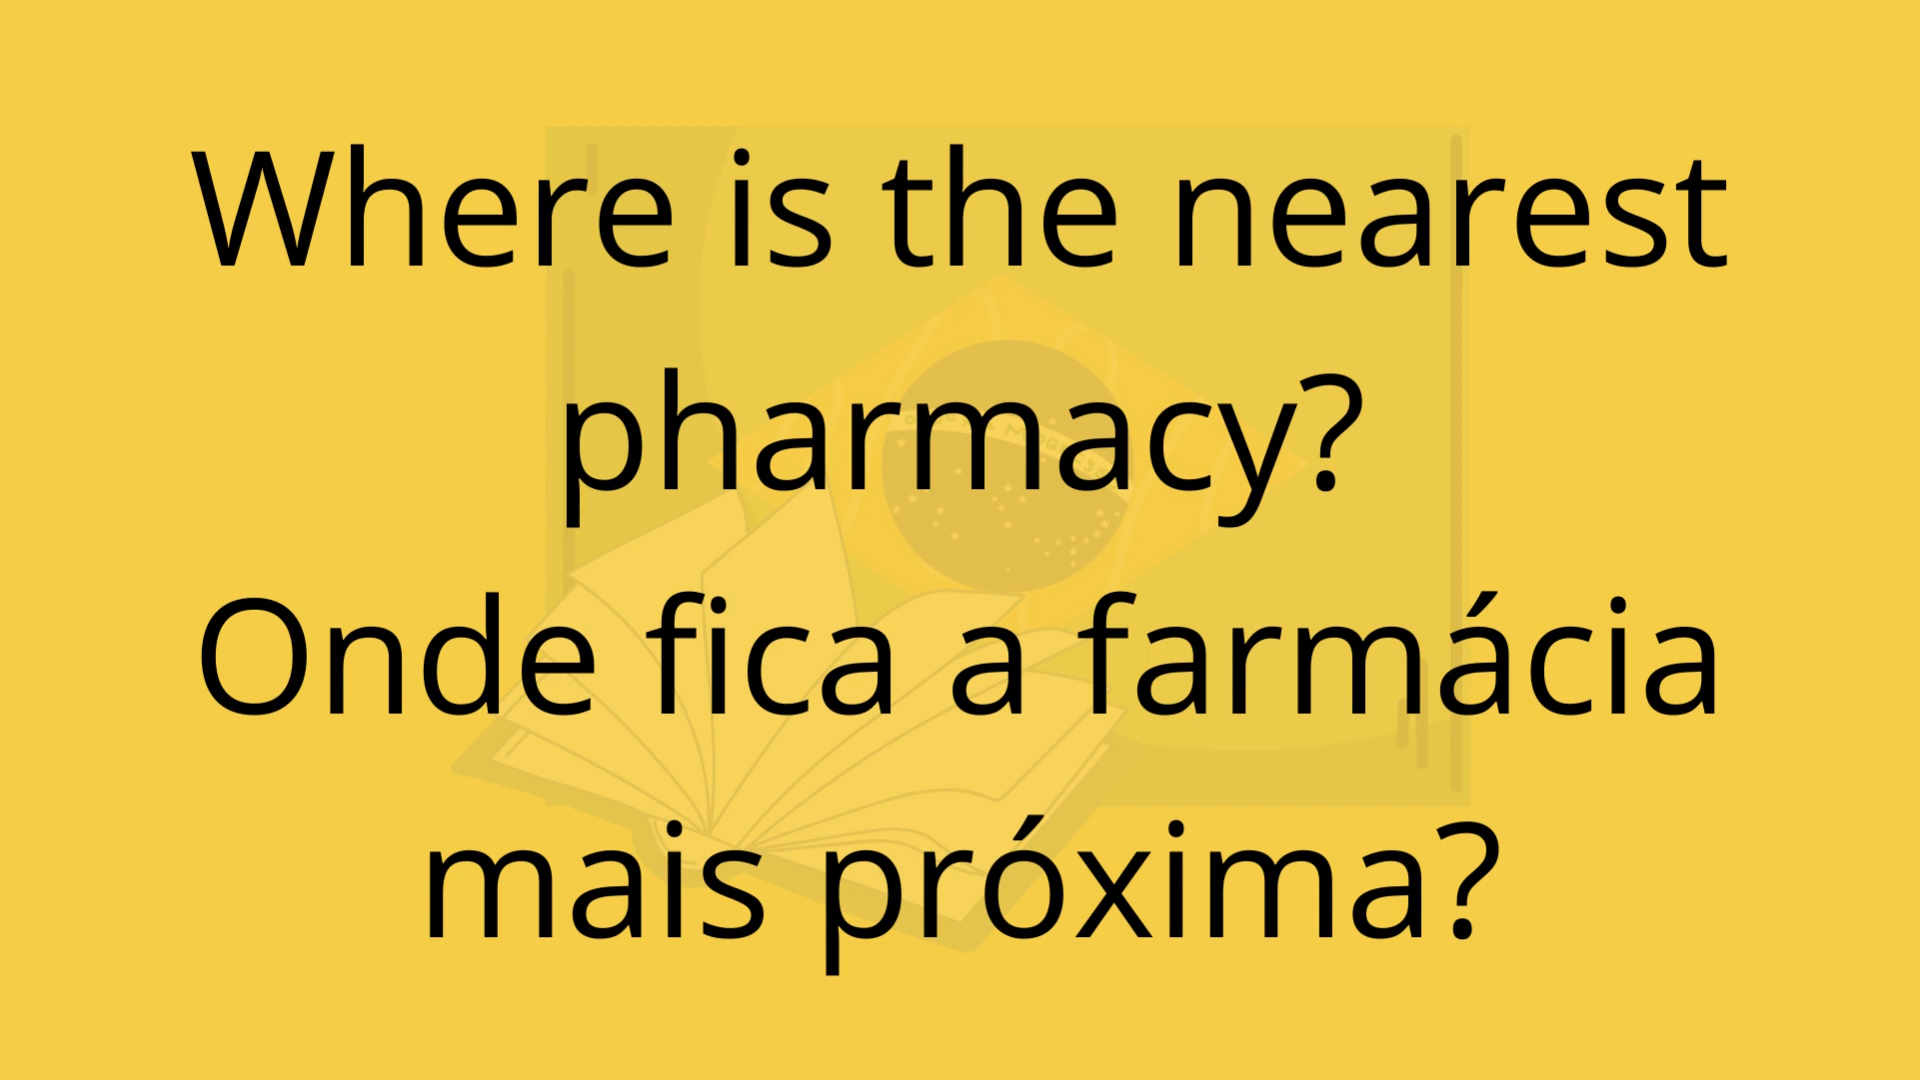 Where is the nearest
pharmacy?
Onde fica a farmácia
mais próxima?